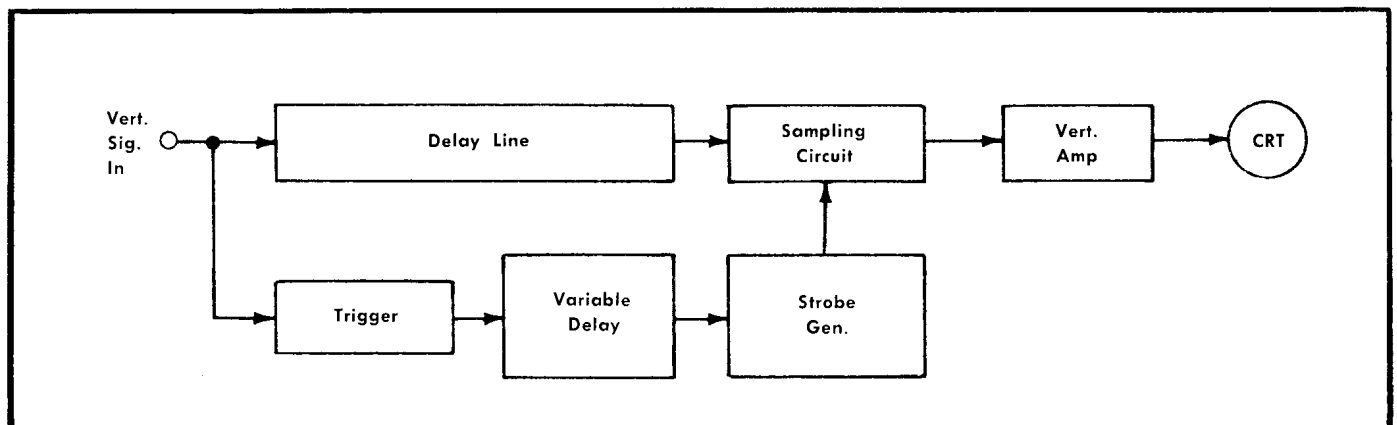 Vert.
Sig.
In
Delay Line
Sampling
Circuit
Vert.
Amp
CRT
Trigger
Variable
Delay
Strobe
Gen.